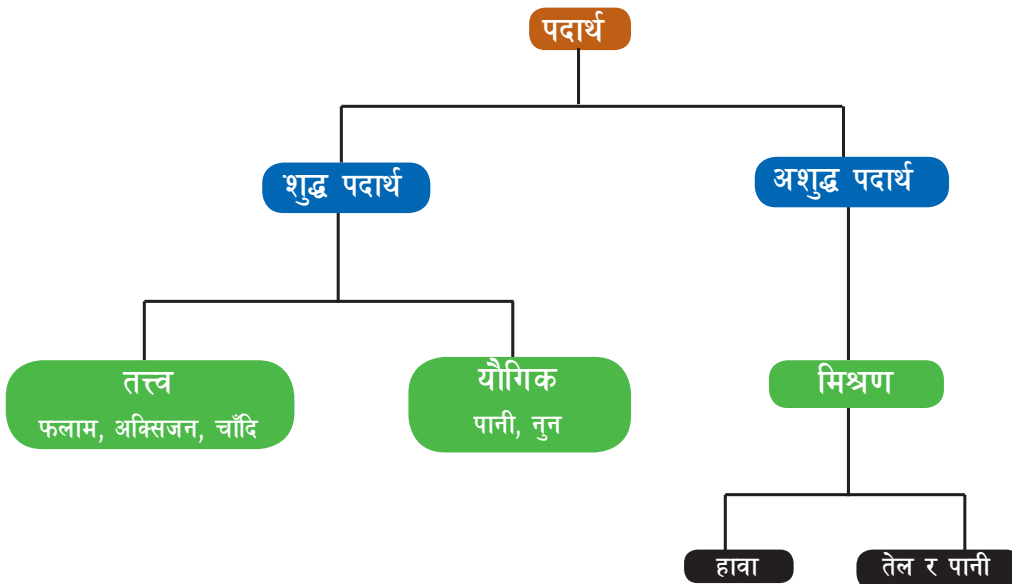 पदार्थ
शुद्ध पदार्थ
अशुद्ध पदार्थ
तत्त्व
फलाम, अक्सिजन, चाँदि
यौगिक
पानी, नुन
मिश्रण
हावा
तेल र पानी